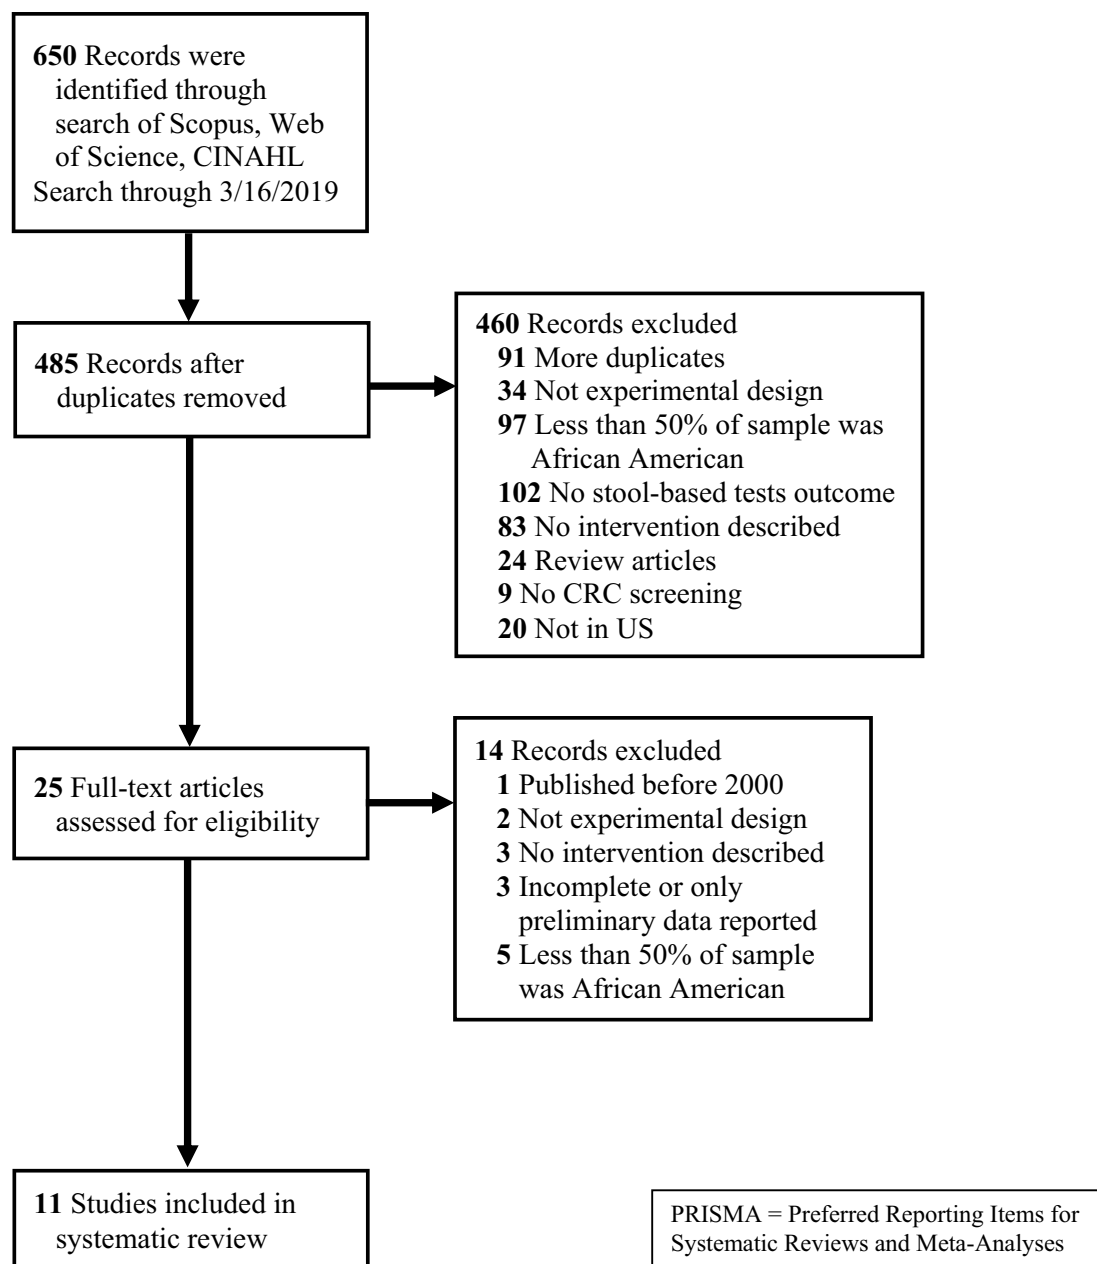 650 Records were
identified through
search of Scopus, Web
of Science, CINAHL
Search through 3/16/2019
485 Records after
duplicates removed
460 Records excluded
91 More duplicates
34 Not experimental design
97 Less than 50% of sample was
African American
102 No stool-based tests outcome
83 No intervention described
24 Review articles
9 No CRC screening
20 Not in US
25 Full-text articles
assessed for eligibility
14 Records excluded
1 Published before 2000
2 Not experimental design
3 No intervention described
3 Incomplete or only
preliminary data reported
5 Less than 50% of sample
was African American
11 Studies included in
systematic review
PRISMA = Preferred Reporting Items for
Systematic Reviews and Meta-Analyses